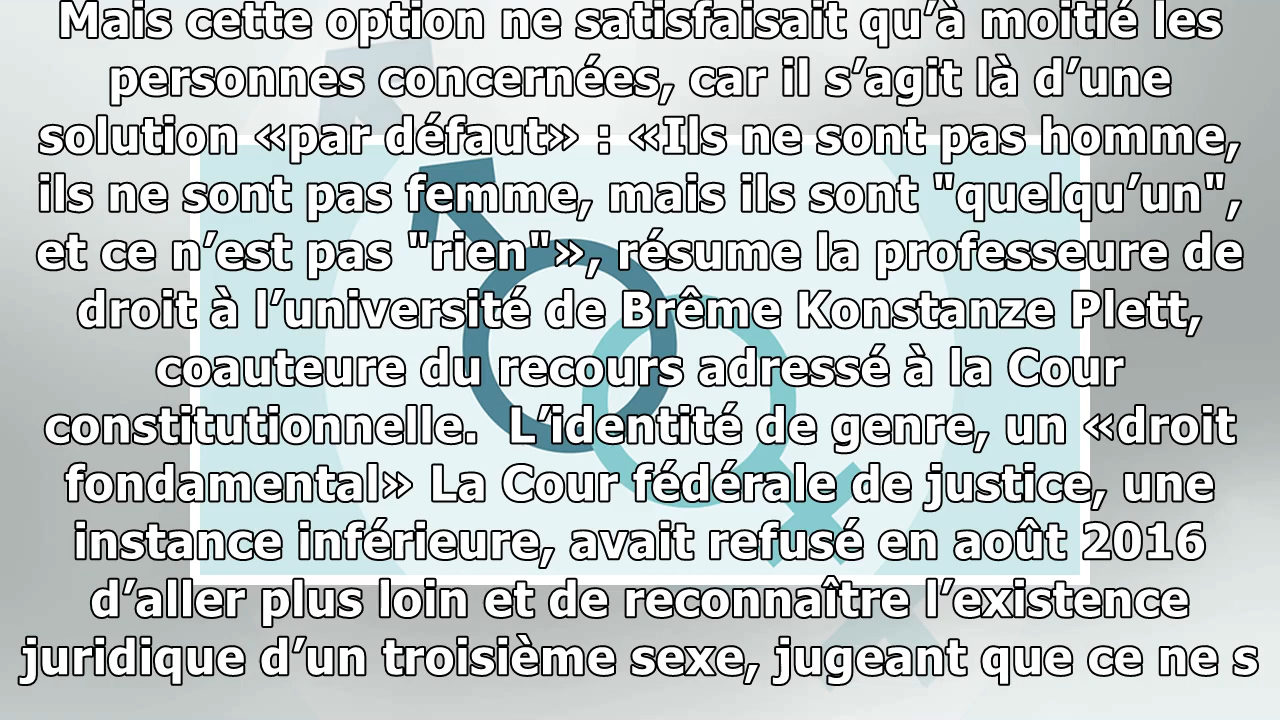 Mais cette option ne satisfaisait qu’à moitié les
personnes concernées, car il s’agit là d’une
solution «par défaut» : «Ils ne sont pas homme,
ils ne sont pas femme, mais ils sont "quelqu’un",
et ce n’est pas "rien"», résume la professeure de
droit à l’université de Brême Konstanze Plett,
coauteure du recours adressé à la Cour
constitutionnelle.  L’identité de genre, un «droit
fondamental» La Cour fédérale de justice, une
instance inférieure, avait refusé en août 2016
d’aller plus loin et de reconnaître l’existence
juridique d’un troisième sexe, jugeant que ce ne s